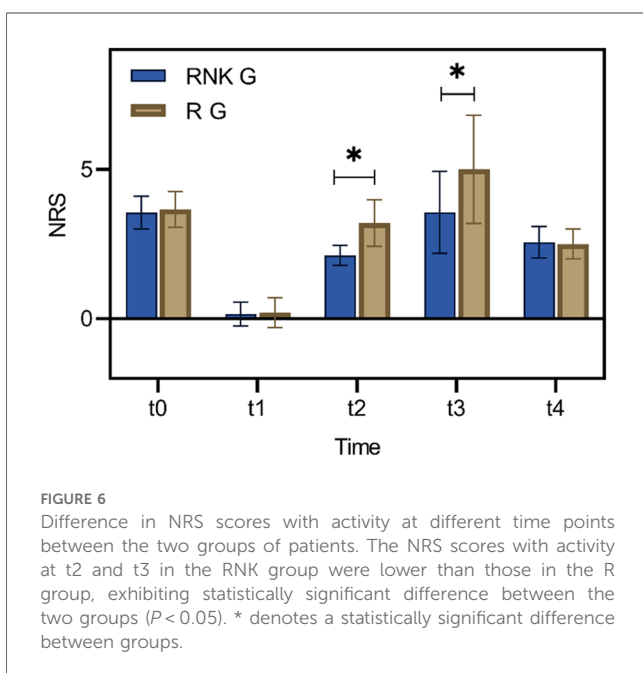 RNK G
R G
*
*
NRS
5
0
t0 t1 t2 t3 t4
Time
FIGURE 6
Difference in NRS scores with activity at different time points
between the two groups of patients. The NRS scores with activity
at t2 and t3 in the RNK group were lower than those in the R
group, exhibiting statistically significant difference between the
two groups (P < 0.05). * denotes a statistically significant difference
between groups.